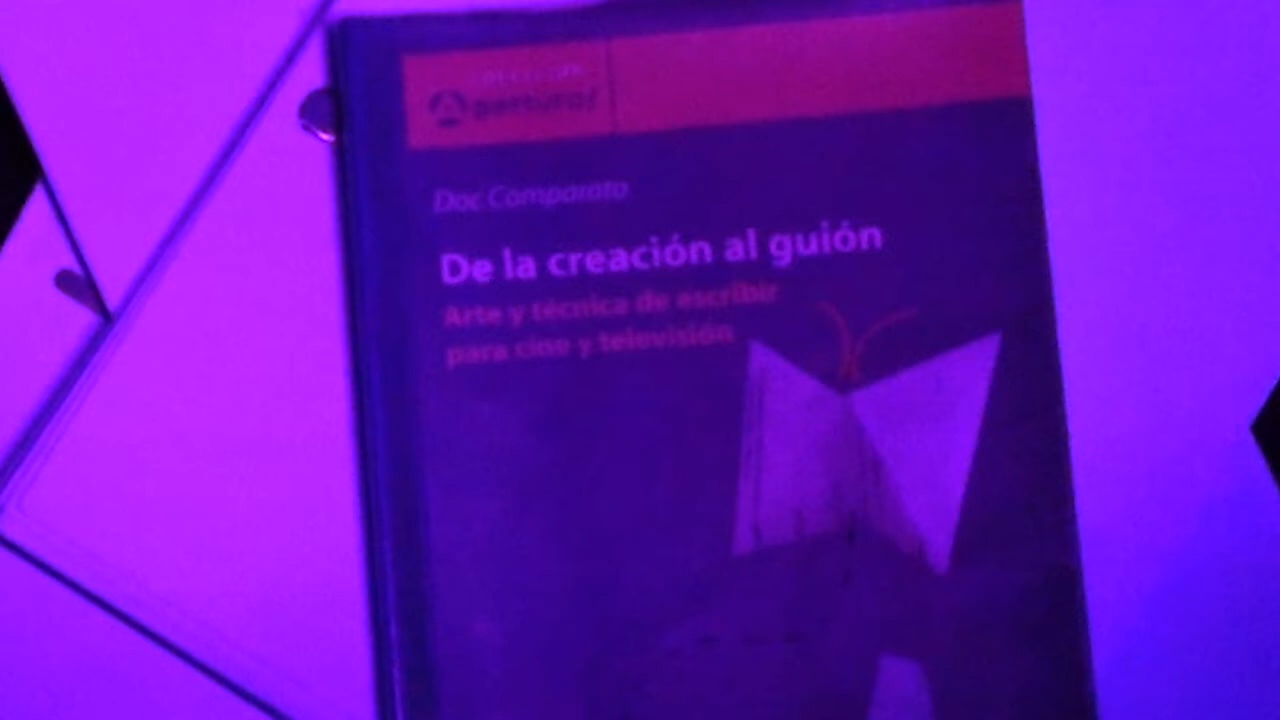 Doc Comparato
De la creación al guión
Arte y técnica de escribir
para cine y televisión